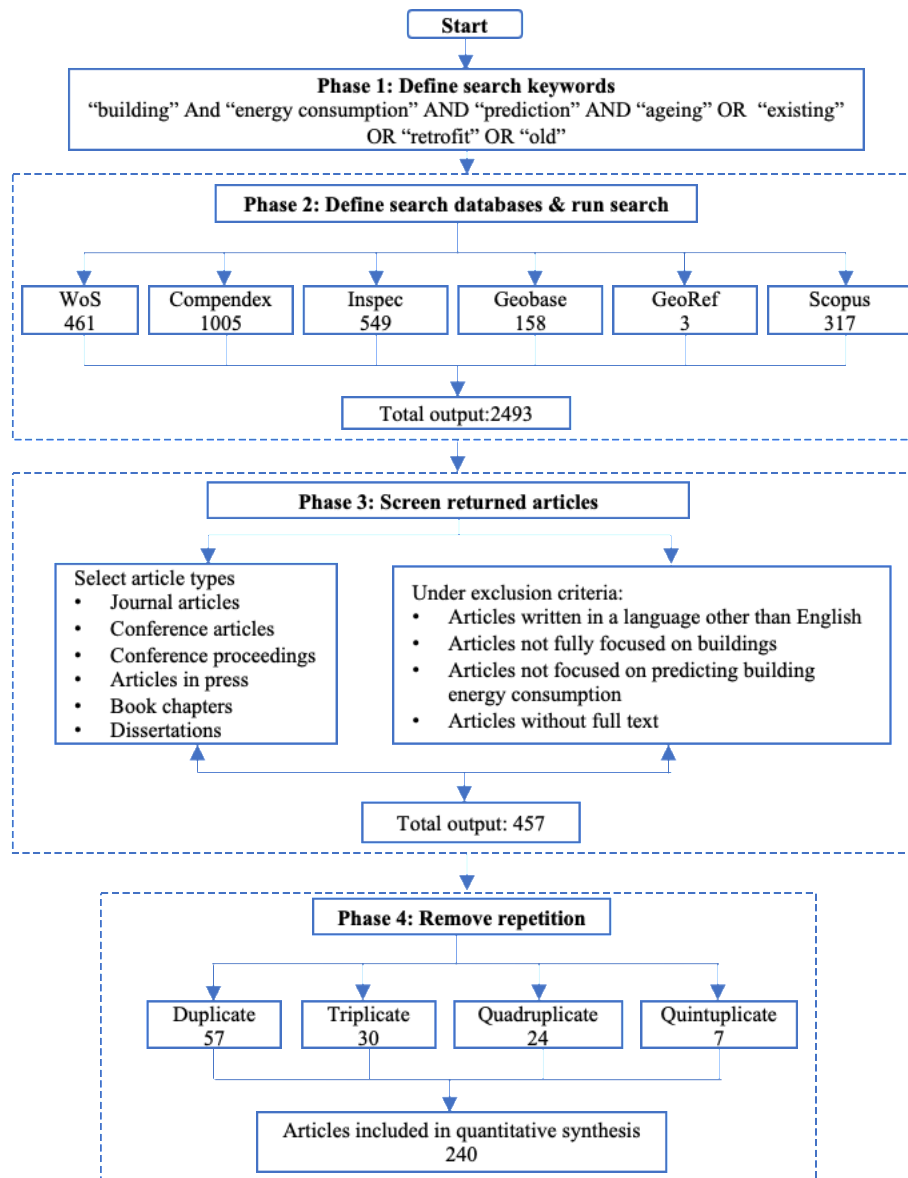 Start
Phase 1: Define search keywords
“building” And “energy consumption” AND “prediction” AND “ageing” OR “existing”
OR “retrofit” OR “old”
Phase 2: Define search databases & run search
WoS
461
Compendex
1005
Inspec
549
Geobase
158
GeoRef
3
Scopus
317
Total output:2493
Phase 3: Screen returned articles
Select article types
• Journal articles
• Conference articles
• Conference proceedings
• Articles in press
• Book chapters
• Dissertations
Under exclusion criteria:
• Articles written in a language other than English
• Articles not fully focused on buildings
• Articles not focused on predicting building
energy consumption
• Articles without full text
Total output: 457
Phase 4: Remove repetition
Duplicate
57
Triplicate
30
Quadruplicate
24
Quintuplicate
7
Articles included in quantitative synthesis
240